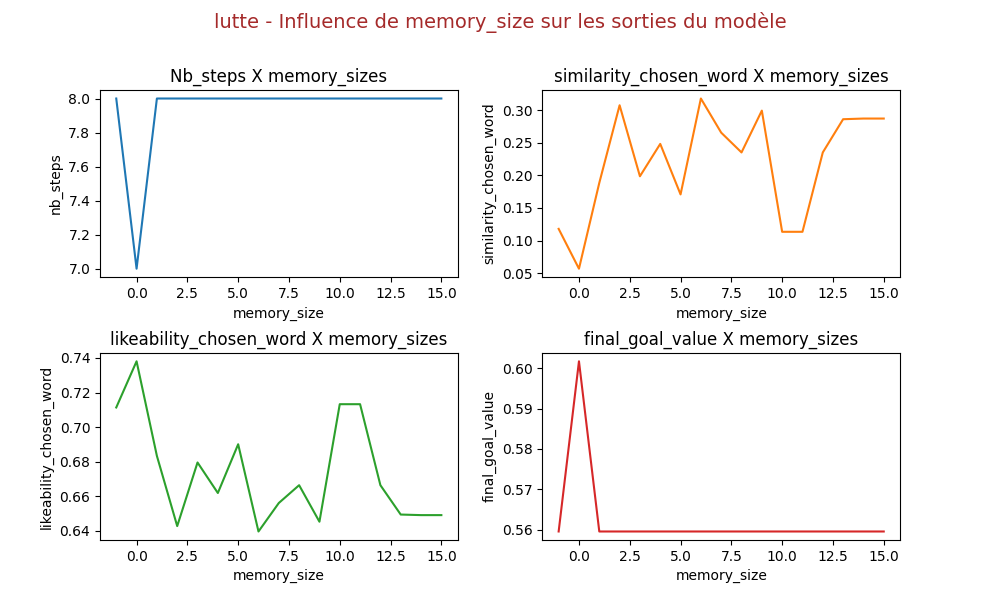 lutte - Influence de memory_size sur les sorties du modèle
Nb_steps X memory_sizes
nb_steps
8.0
7.8
7.6
7.4
7.2
7.0
0.0 2.5 5.0 7.5 10.0 12.5 15.0
memory_size
similarity_chosen_word X memory_sizes
similarity_chosen_word
0.30
0.25
0.20
0.15
0.10
0.05
0.0 2.5 5.0 7.5 10.0 12.5 15.0
memory_size
likeability_chosen_word X memory_sizes
likeability_chosen_word
0.74
0.72
0.70
0.68
0.66
0.64
0.0 2.5 5.0 7.5 10.0 12.5 15.0
memory_size
final_goal_value X memory_sizes
final_goal_value
0.60
0.59
0.58
0.57
0.56
0.0 2.5 5.0 7.5 10.0 12.5 15.0
memory_size